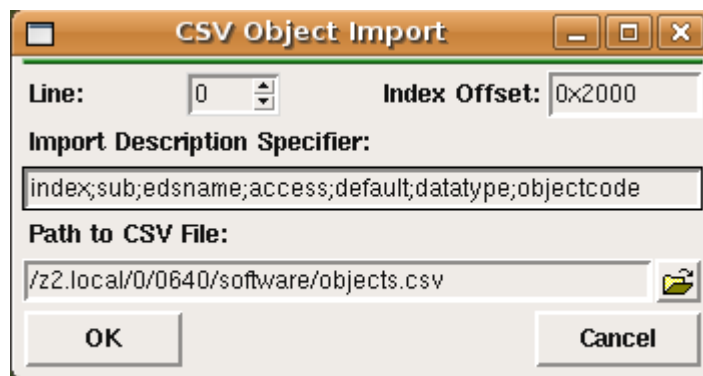 CSV Object Import
Line: 0 Index Offset: 0x2000
Import Description Specifier:
index;sub;edsname;access;default;datatype;objectcode
Path to CSV File:
/z2.local/0/0640/software/objects.csv
OK Cancel